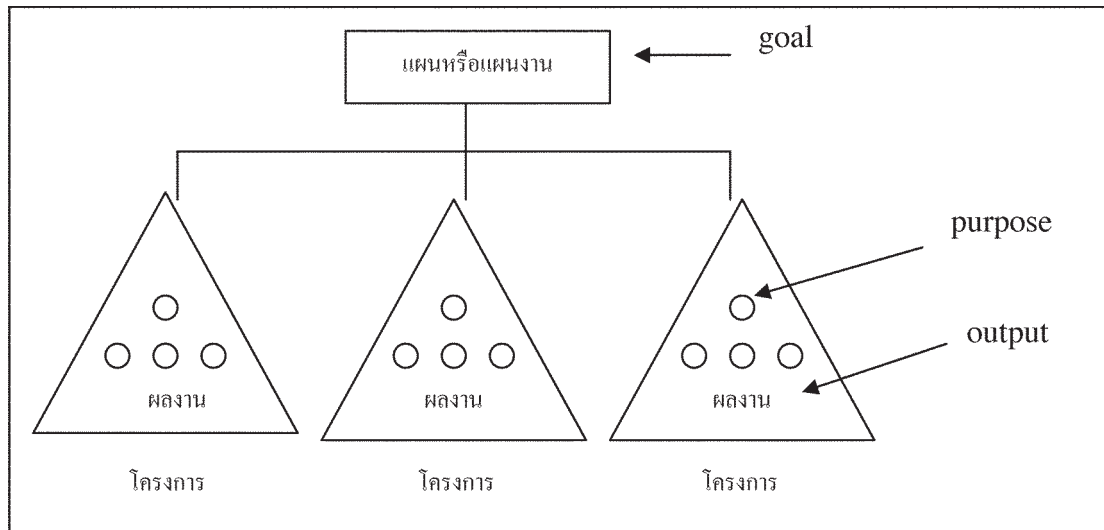 goal
แผนหรือแผนงาน
purpose
output
ผลงาน ผลงาน ผลงาน
โครงการ โครงการ โครงการ